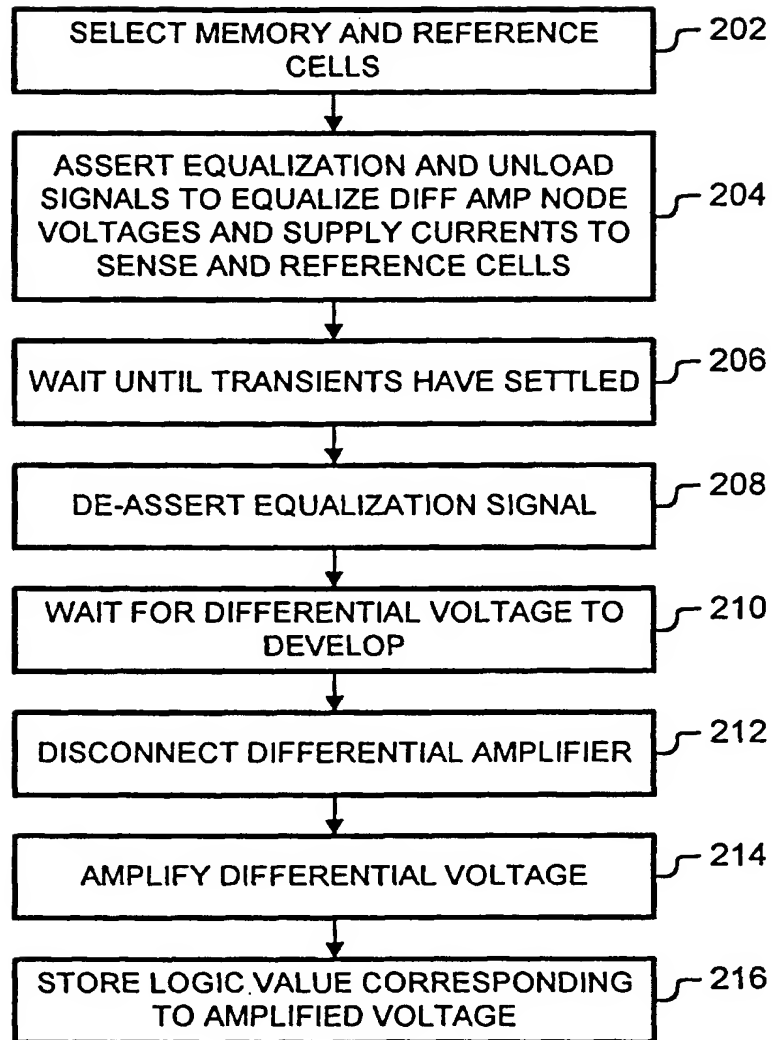 SELECT MEMORY AND REFERENCE
CELLS
202
ASSERT EQUALIZATION AND UNLOAD
SIGNALS TO EQUALIZE DIFF AMP NODE
VOLTAGES AND SUPPLY CURRENTS TO
SENSE AND REFERENCE CELLS
204
WAIT UNTIL TRANSIENTS HAVE SETTLED
206
DE-ASSERT EQUALIZATION SIGNAL
208
WAIT FOR DIFFERENTIAL VOLTAGE TO
DEVELOP
210
DISCONNECT DIFFERENTIAL AMPLIFIER
212
AMPLIFY DIFFERENTIAL VOLTAGE
214
STORE LOGIC VALUE CORRESPONDING
TO AMPLIFIED VOLTAGE
216